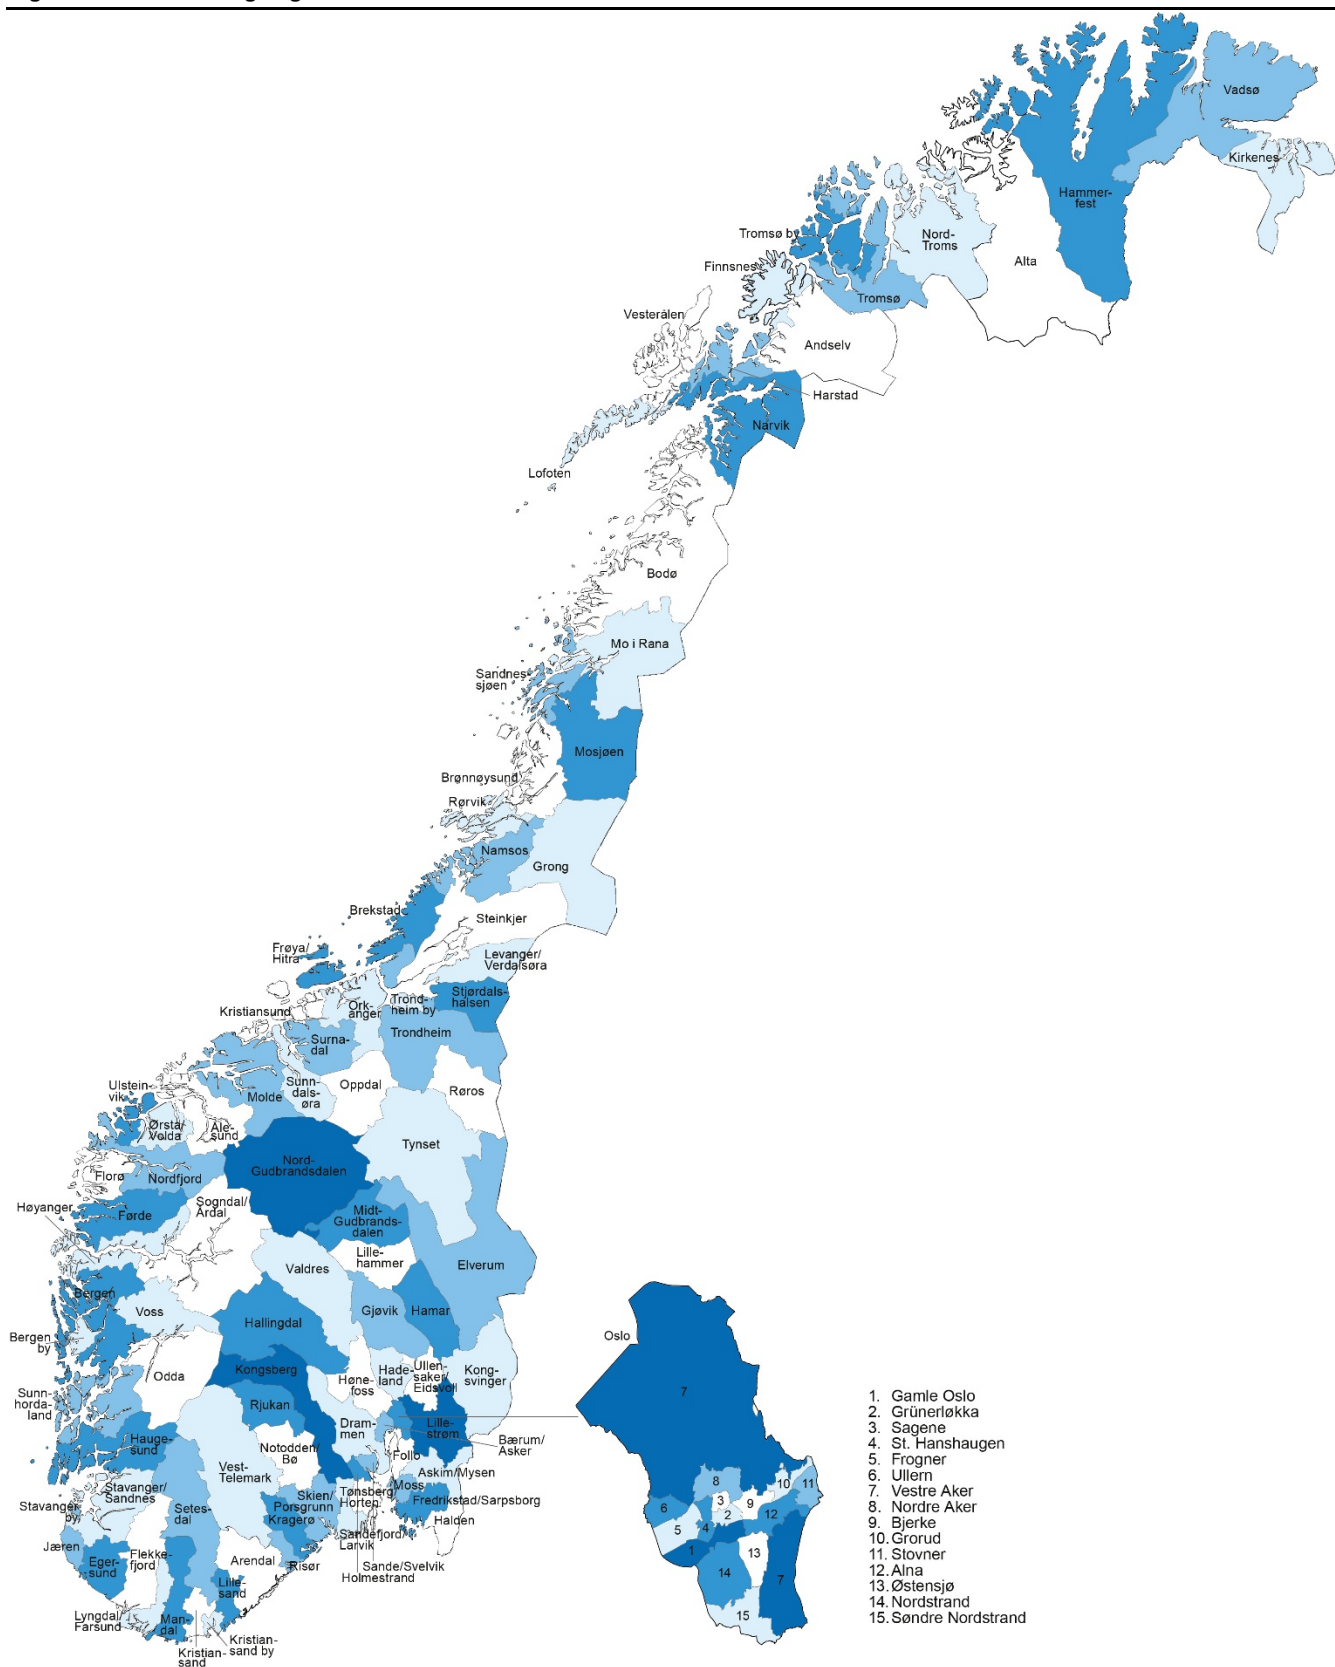 Vadsø
Kirkenes
Hammer-
fest
Tromsø by
Nord-
Troms
Alta
Finnsnes
Tromsø
Vesterålen
Andselv
Harstad
Narvik
Lofoten
Bodø
Mo i Rana
Sandnes-
sjøen
Mosjøen
Brønnøysund
Rørvik
Namsos
Grong
Brekstad
Steinkjer
Frøya/
Hitra
Levanger/
Verdalsøra
Stjørdals-
halsen
Kristiansund
Ork-
anger
Trond-
heim by
Trondheim
Surna-
dal
Oppdal
Røros
Sunn-
dalsøra
Ulstein-
vik
Molde
Ørsta/
Volda
Åle-
sund
Tynset
Nord-
Gudbrandsdalen
Florø
Nordfjord
Høyanger
Førde
Sogndal/
Årdal
Midt-
Gudbrands-
dalen
Lille-
hammer
Elverum
Valdres
Bergen
Voss
Hallingdal
Gjøvik
Hamar
Bergen
by
Oslo
Odda
Kongsberg
Høne-
foss
Hade-
land
Ullen-
saker/
Eidsvoll
Kong-
svinger
Sunn-
horda-
land
Rjukan
Dram-
men
Lille-
strøm
Bærum/
Asker
Hauge-
sund
Vest-
Telemark
Notodden/
Bø
Follo
Askim/Mysen
Stavanger/
Sandnes
Stavanger
by
Setes-
dal
Skien/
Porsgrunn
Kragerø
Tønsberg
Horten
Moss
Fredrikstad/Sarpsborg
Halden
Jæren
Eger-
sund
Flekke-
fjord
Arendal
Risør
Sandefjord/
Larvik
Sande/Svelvik
Holmestrand
Lille-
sand
Lyngdal/
Farsund
Man-
dal
Kristian-
sand
Kristian-
sand by
7
8
10
11
3
9
6
2
12
5
4
1
13
14
7
15
1. Gamle Oslo
2. Grünerløkka
3. Sagene
4. St. Hanshaugen
5. Frogner
6. Ullern
7. Vestre Aker
8. Nordre Aker
9. Bjerke
10. Grorud
11. Stovner
12. Alna
13. Østensjø
14. Nordstrand
15. Søndre Nordstrand